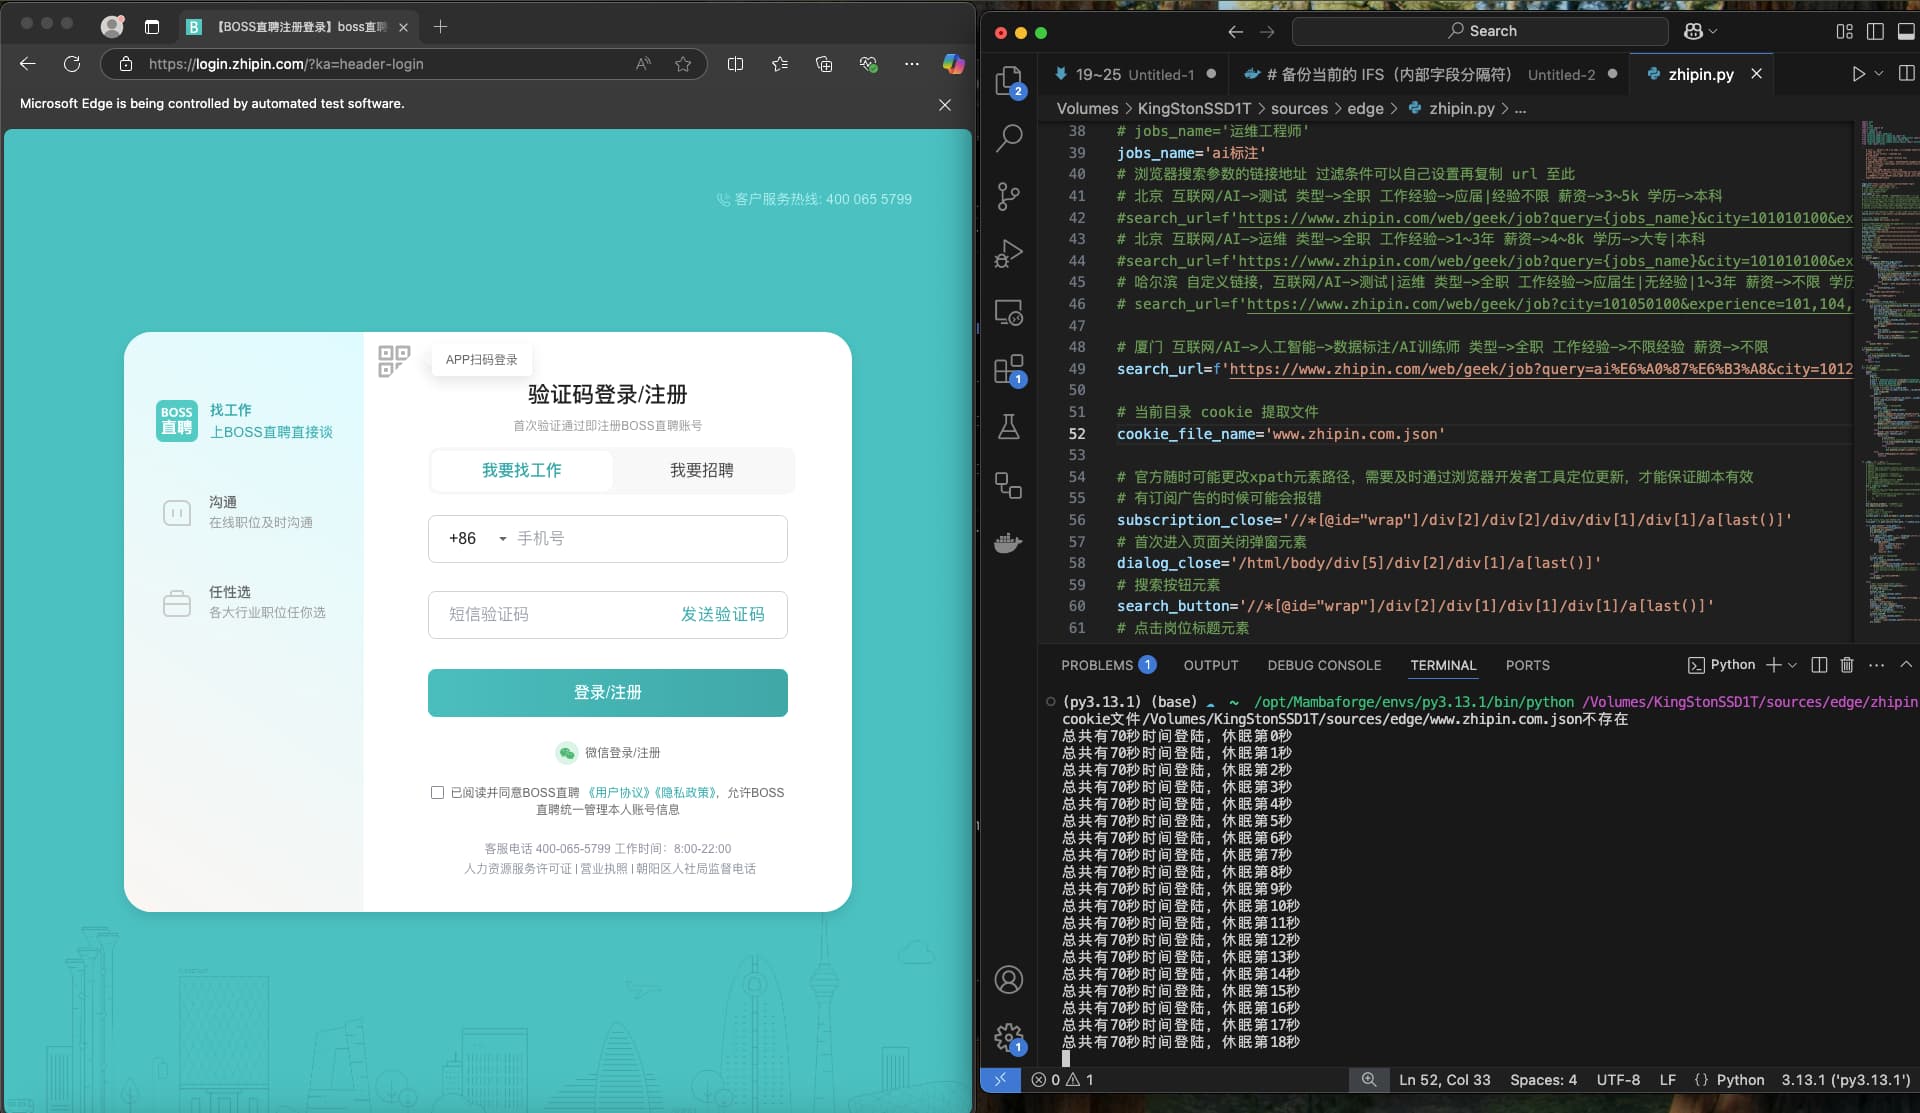 【BOSS直聘注册登录】boss直聘
https://login.zhipin.com/?ka=header-login
Microsoft Edge is being controlled by automated test software.
客户服务热线: 400 065 5799
BOSS
直聘
找工作
上BOSS直聘直接谈
沟通
在线职位及时沟通
任性选
各大行业职位任你选
APP扫码登录
验证码登录/注册
首次验证通过即注册BOSS直聘账号
我要找工作
我要招聘
+86
手机号
短信验证码
发送验证码
登录/注册
微信登录/注册
已阅读并同意BOSS直聘 《用户协议》《隐私政策》，允许BOSS
直聘统一管理本人账号信息
客服电话 400-065-5799 工作时间：8:00-22:00
人力资源服务许可证 | 营业执照 | 朝阳区人社局监督电话
Search
19~25 Untitled-1
# 备份当前的 IFS（内部字段分隔符） Untitled-2
zhipin.py
Volumes > KingStonSSD1T > sources > edge > zhipin.py > ...
38 # jobs_name='运维工程师'
39 jobs_name='ai标注'
40 # 浏览器搜索参数的链接地址 过滤条件可以自己设置再复制 url 至此
41 # 北京 互联网/AI->测试 类型->全职 工作经验->应届|经验不限 薪资->3~5k 学历->本科
42 #search_url=f'https://www.zhipin.com/web/geek/job?query={jobs_name}&city=101010100&ex
43 # 北京 互联网/AI->运维 类型->全职 工作经验->1~3年 薪资->4~8k 学历->大专|本科
44 #search_url=f'https://www.zhipin.com/web/geek/job?query={jobs_name}&city=101010100&ex
45 # 哈尔滨 自定义链接，互联网/AI->测试|运维 类型->全职 工作经验->应届生|无经验|1~3年 薪资->不限 学历
46 # search_url=f'https://www.zhipin.com/web/geek/job?city=101050100&experience=101,104,
47
48 # 厦门 互联网/AI->人工智能->数据标注/AI训练师 类型->全职 工作经验->不限经验 薪资->不限
49 search_url=f'https://www.zhipin.com/web/geek/job?query=ai%E6%A0%87%E6%B3%A8&city=1012
50
51 # 当前目录 cookie 提取文件
52 cookie_file_name='www.zhipin.com.json'
53
54 # 官方随时可能更改xpath元素路径，需要及时通过浏览器开发者工具定位更新，才能保证脚本有效
55 # 有订阅广告的时候可能会报错
56 subscription_close='//*[@id="wrap"]/div[2]/div[2]/div/div[1]/div[1]/a[last()]'
57 # 首次进入页面关闭弹窗元素
58 dialog_close='/html/body/div[5]/div[2]/div[1]/a[last()]'
59 # 搜索按钮元素
60 search_button='//*[@id="wrap"]/div[2]/div[1]/div[1]/div[1]/a[last()]'
61 # 点击岗位标题元素
PROBLEMS 1 OUTPUT DEBUG CONSOLE TERMINAL PORTS Python
(py3.13.1) (base) ~ /opt/Mambaforge/envs/py3.13.1/bin/python /Volumes/KingStonSSD1T/sources/edge/zhipin
cookie文件/Volumes/KingStonSSD1T/sources/edge/www.zhipin.com.json不存在
总共有70秒时间登陆, 休眠第0秒
总共有70秒时间登陆, 休眠第1秒
总共有70秒时间登陆, 休眠第2秒
总共有70秒时间登陆, 休眠第3秒
总共有70秒时间登陆, 休眠第4秒
总共有70秒时间登陆, 休眠第5秒
总共有70秒时间登陆, 休眠第6秒
总共有70秒时间登陆, 休眠第7秒
总共有70秒时间登陆, 休眠第8秒
总共有70秒时间登陆, 休眠第9秒
总共有70秒时间登陆, 休眠第10秒
总共有70秒时间登陆, 休眠第11秒
总共有70秒时间登陆, 休眠第12秒
总共有70秒时间登陆, 休眠第13秒
总共有70秒时间登陆, 休眠第14秒
总共有70秒时间登陆, 休眠第15秒
总共有70秒时间登陆, 休眠第16秒
总共有70秒时间登陆, 休眠第17秒
总共有70秒时间登陆, 休眠第18秒
0 1 Ln 52, Col 33 Spaces: 4 UTF-8 LF {} Python 3.13.1 ('py3.13.1')